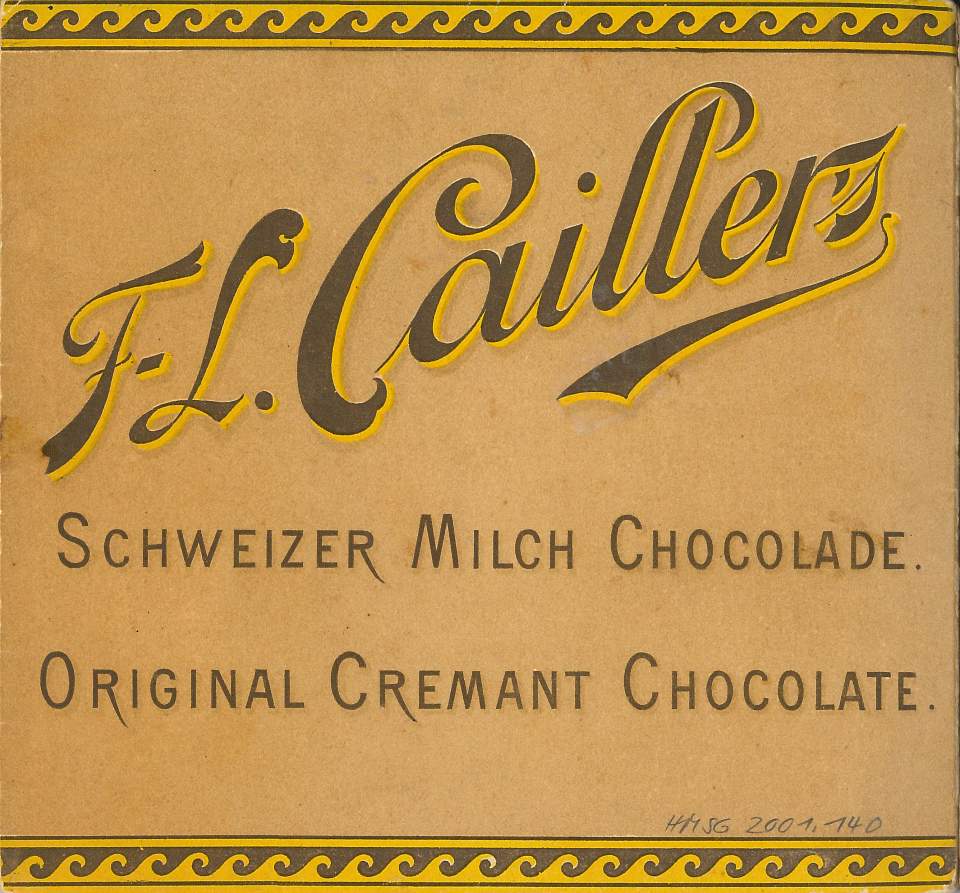 F. L. Cailler's
SCHWEIZER MILCH CHOCOLADE.
ORIGINAL CREMANT CHOCOLATE.
HMSG 2001.140